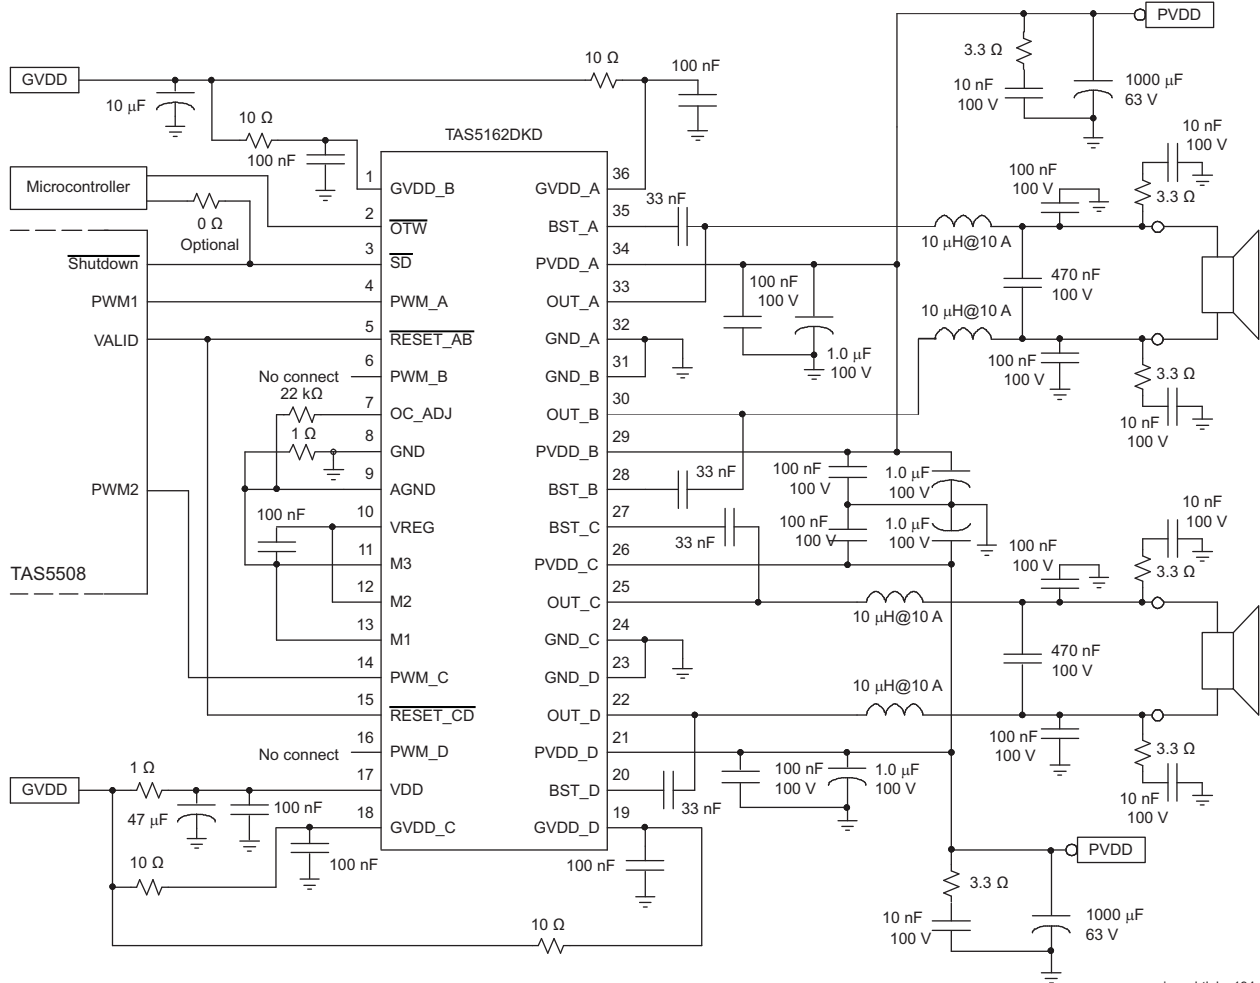 PVDD
GVDD
10 Ω
100 nF
3.3 Ω
10 nF
100 V
1000 μF
63 V
10 μF
10 Ω
100 nF
TAS5162DKD
10 nF
100 V
Microcontroller
0 Ω
Optional
100 nF
100 V
3.3 Ω
1
GVDD_B
GVDD_A
36
2
OTW
BST_A
35
33 nF
10 μH@10 A
Shutdown
3
SD
PVDD_A
34
100 nF
100 V
470 nF
100 V
PWM1
4
PWM_A
OUT_A
33
10 μH@10 A
VALID
5
RESET_AB
GND_A
32
1.0 μF
100 V
100 nF
100 V
No connect
6
PWM_B
GND_B
31
3.3 Ω
22 kΩ
7
OC_ADJ
OUT_B
30
10 nF
100 V
1 Ω
8
GND
PVDD_B
29
9
AGND
BST_B
28
33 nF
100 nF
100 V
1.0 μF
100 V
PWM2
100 nF
10
VREG
BST_C
27
33 nF
100 nF
100 V
1.0 μF
100 V
10 nF
100 V
11
M3
PVDD_C
26
100 nF
100 V
3.3 Ω
TAS5508
12
M2
OUT_C
25
10 μH@10 A
13
M1
GND_C
24
470 nF
100 V
14
PWM_C
GND_D
23
10 μH@10 A
15
RESET_CD
OUT_D
22
100 nF
100 V
No connect
16
PWM_D
PVDD_D
21
3.3 Ω
GVDD
1 Ω
17
VDD
BST_D
20
33 nF
100 nF
100 V
1.0 μF
100 V
10 nF
100 V
47 μF
100 nF
18
GVDD_C
GVDD_D
19
10 Ω
100 nF
100 nF
PVDD
3.3 Ω
10 Ω
10 nF
100 V
1000 μF
63 V